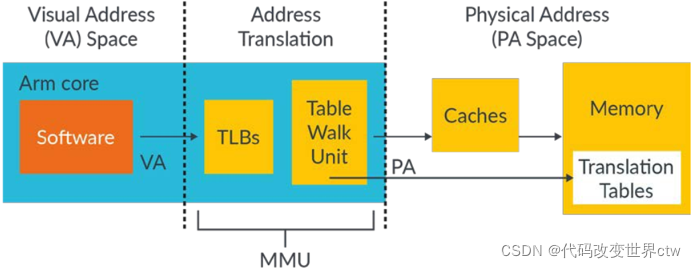 Visual Address
(VA) Space
Address
Translation
Physical Address
(PA Space)
Arm core
Software
VA
TLBs
Table
Walk
Unit
PA
Caches
Memory
Translation
Tables
MMU
CSDN @代码改变世界ctw